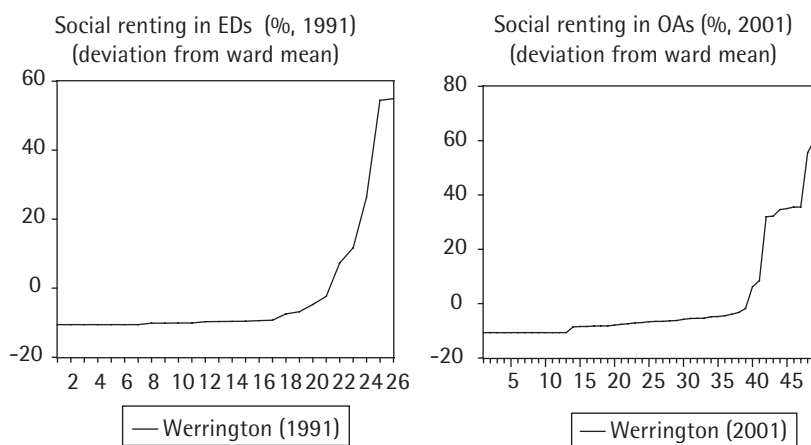 Social renting in EDs (%, 1991)
(deviation from ward mean)
60
40
20
0
-20
2 4 6 8 10 11 12 14 16 18 20 21 22 24 26
Werrington (1991)
Social renting in OAs (%, 2001)
(deviation from ward mean)
80
60
40
20
0
-20
5 10 15 20 25 30 35 40 45
Werrington (2001)